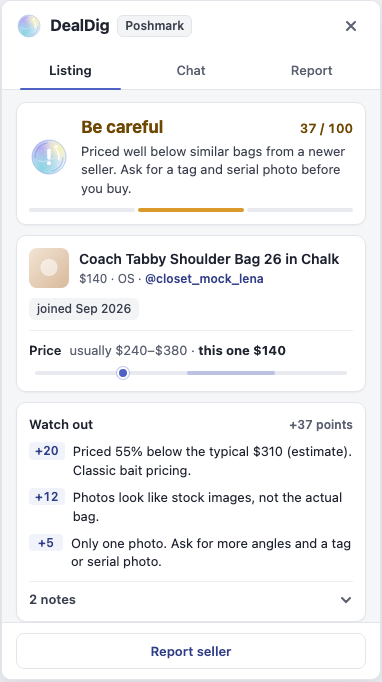 DealDig Poshmark
Listing Chat Report
Be careful 37 / 100
Priced well below similar bags from a newer
seller. Ask for a tag and serial photo before
you buy.
Coach Tabby Shoulder Bag 26 in Chalk
$140 · OS · @closet_mock_lena
joined Sep 2026
Price usually $240–$380 · this one $140
Watch out +37 points
+20 Priced 55% below the typical $310 (estimate).
Classic bait pricing.
+12 Photos look like stock images, not the actual
bag.
+5 Only one photo. Ask for more angles and a tag
or serial photo.
2 notes
Report seller